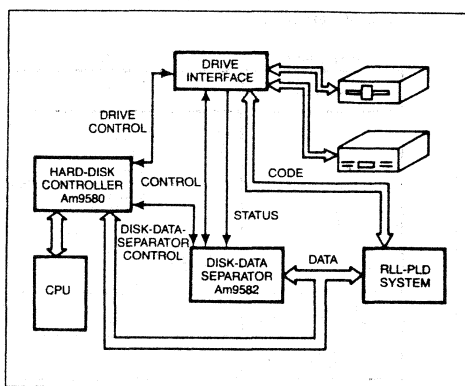 DRIVE
INTERFACE
DRIVE
CONTROL
HARD-DISK
CONTROLLER
Am9580
CONTROL
CODE
DISK-DATA-
SEPARATOR
CONTROL
STATUS
CPU
DISK-DATA
SEPARATOR
Am9582
DATA
RLL-PLD
SYSTEM